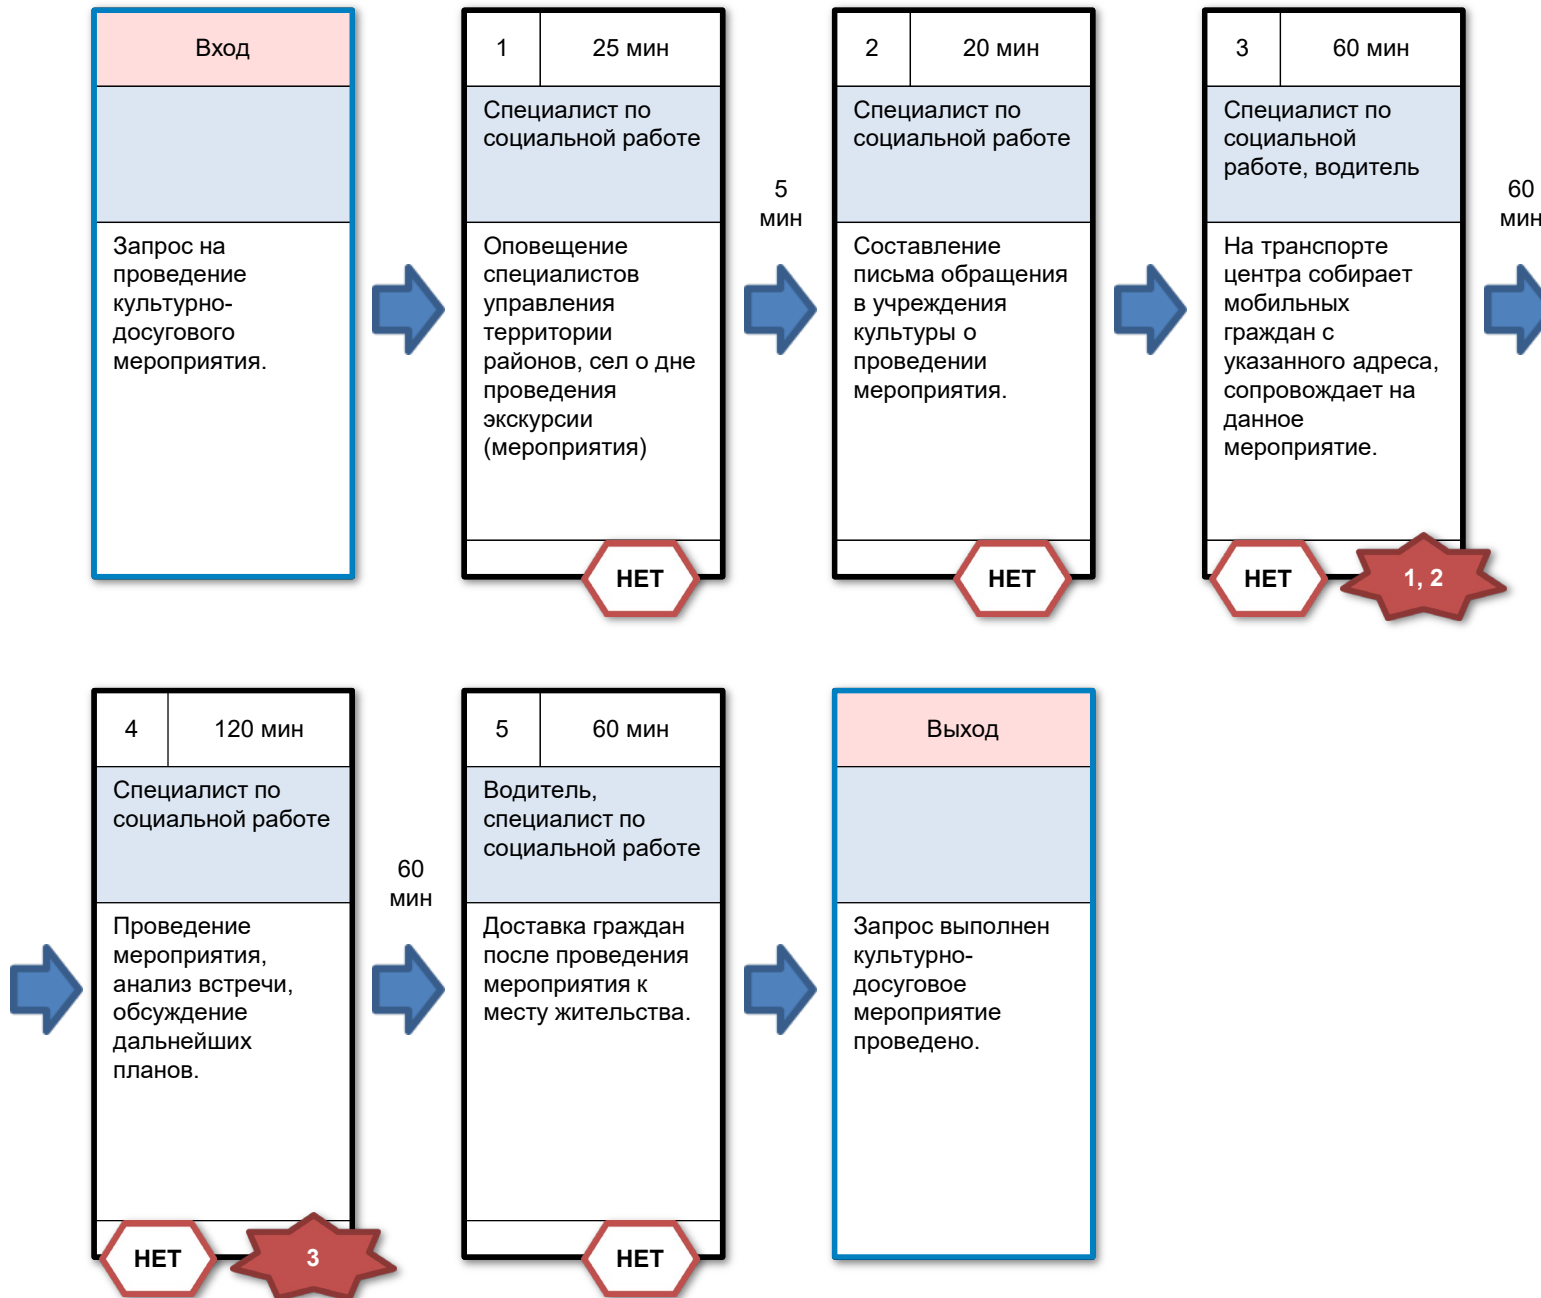 Вход
Запрос на
проведение
культурно-
досугового
мероприятия.
1
25 мин
Специалист по
социальной работе
Оповещение
специалистов
управления
территории
районов, сел о дне
проведения
экскурсии
(мероприятия)
НЕТ
5
мин
2
20 мин
Специалист по
социальной работе
Составление
письма обращения
в учреждения
культуры о
проведении
мероприятия.
НЕТ
3
60 мин
Специалист по
социальной
работе, водитель
На транспорте
центра собирает
мобильных
граждан с
указанного адреса,
сопровождает на
данное
мероприятие.
НЕТ
1, 2
60
мин
4
120 мин
Специалист по
социальной работе
Проведение
мероприятия,
анализ встречи,
обсуждение
дальнейших
планов.
НЕТ
3
60
мин
5
60 мин
Водитель,
специалист по
социальной работе
Доставка граждан
после проведения
мероприятия к
месту жительства.
НЕТ
Выход
Запрос выполнен
культурно-
досуговое
мероприятие
проведено.